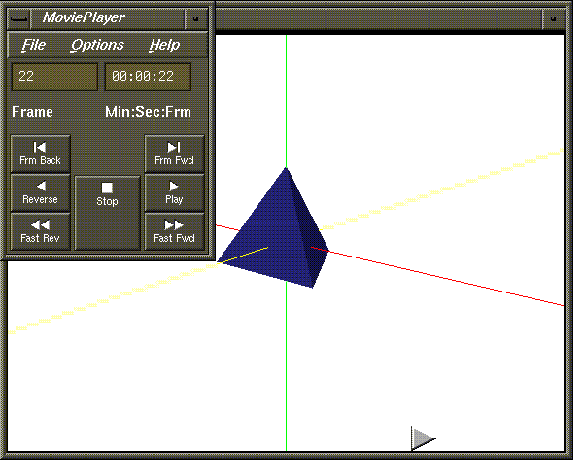 MoviePlayer
File Options Help
22 00:00:22
Frame Min:Sec:Frm
Frm Back Frm Fwd
Reverse Stop Play
Fast Rev Fast Fwd